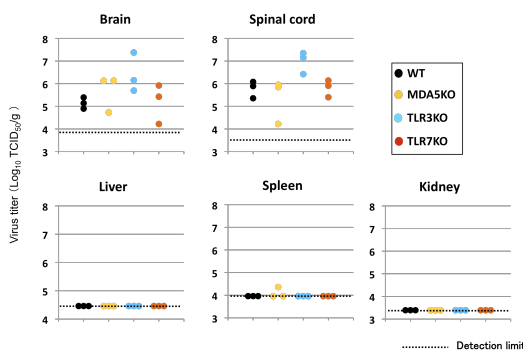 Brain
Spinal cord
8
7
6
5
4
3
8
7
6
5
4
3
WT
MDA5KO
TLR3KO
TLR7KO
Virus titer (Log10 TCID50/g)
Liver
Spleen
Kidney
8
7
6
5
4
8
7
6
5
4
3
8
7
6
5
4
3
Detection limit